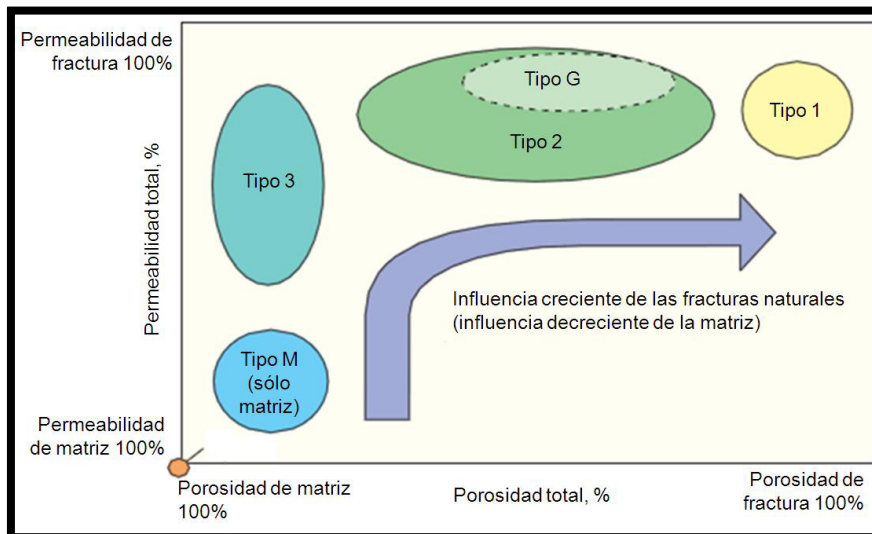 Permeabilidad de
fractura 100%
Tipo G
Tipo 1
Tipo 2
Tipo 3
Permeabilidad total, %
Influencia creciente de las fracturas naturales
(influencia decreciente de la matriz)
Tipo M
(sólo
matriz)
Permeabilidad
de matriz 100%
Porosidad de matriz
100%
Porosidad total, %
Porosidad de
fractura 100%